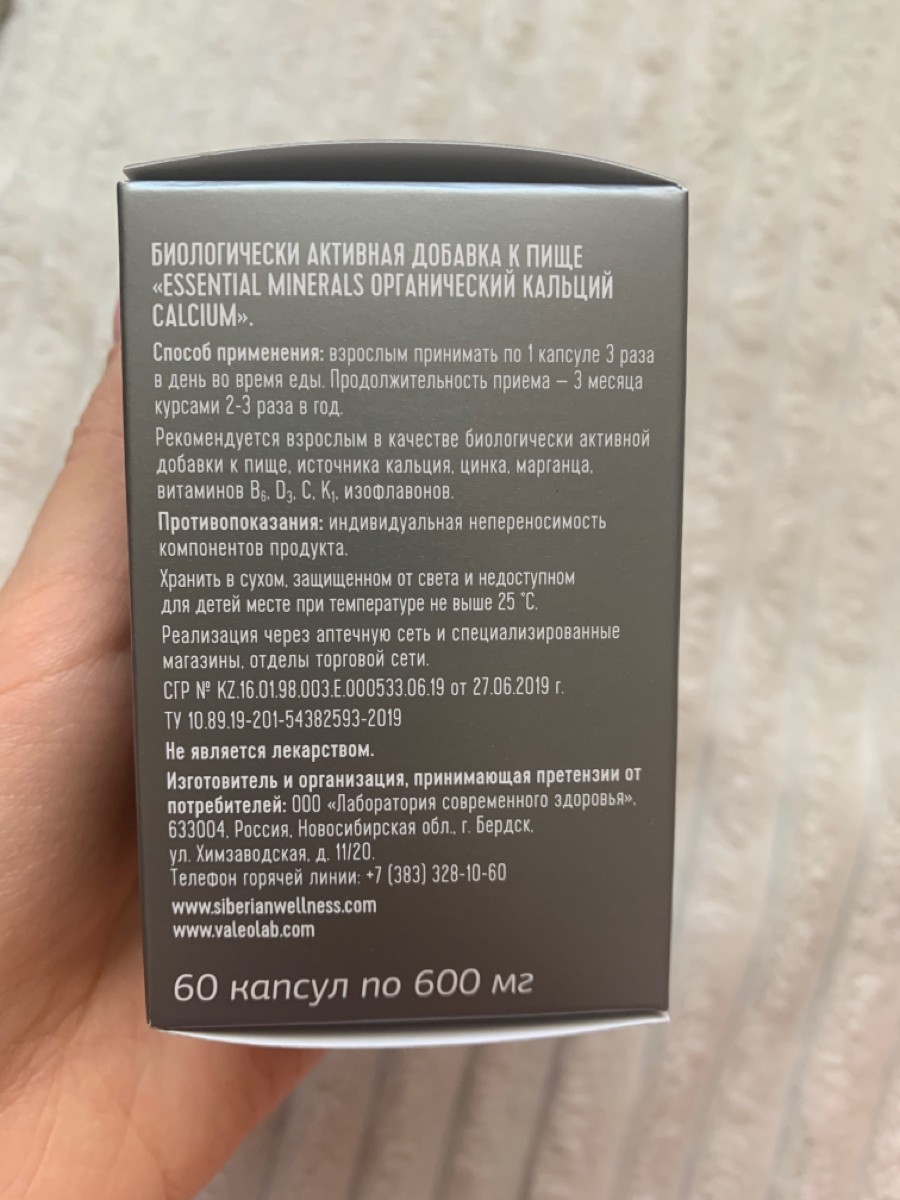 БИОЛОГИЧЕСКИ АКТИВНАЯ ДОБАВКА К ПИЩЕ
«ESSENTIAL MINERALS ОРГАНИЧЕСКИЙ КАЛЬЦИЙ
CALCIUM».
Способ применения: взрослым принимать по 1 капсуле 3 раза
в день во время еды. Продолжительность приема – 3 месяца
курсами 2-3 раза в год.
Рекомендуется взрослым в качестве биологически активной
добавки к пище, источника кальция, цинка, марганца,
витаминов B₆, D₃, C, K₁, изофлавонов.
Противопоказания: индивидуальная непереносимость
компонентов продукта.
Хранить в сухом, защищенном от света и недоступном
для детей месте при температуре не выше 25 °C.
Реализация через аптечную сеть и специализированные
магазины, отделы торговой сети.
СГР № KZ.16.01.98.003.E.000533.06.19 от 27.06.2019 г.
ТУ 10.89.19-201-54382593-2019
Не является лекарством.
Изготовитель и организация, принимающая претензии от
потребителей: ООО «Лаборатория современного здоровья»,
633004, Россия, Новосибирская обл., г. Бердск,
ул. Химзаводская, д. 11/20.
Телефон горячей линии: +7 (383) 328-10-60
www.siberianwellness.com
www.valeolab.com
60 капсул по 600 мг